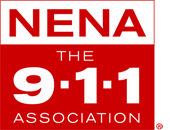 NENA
THE
9·1·1
ASSOCIATION
®